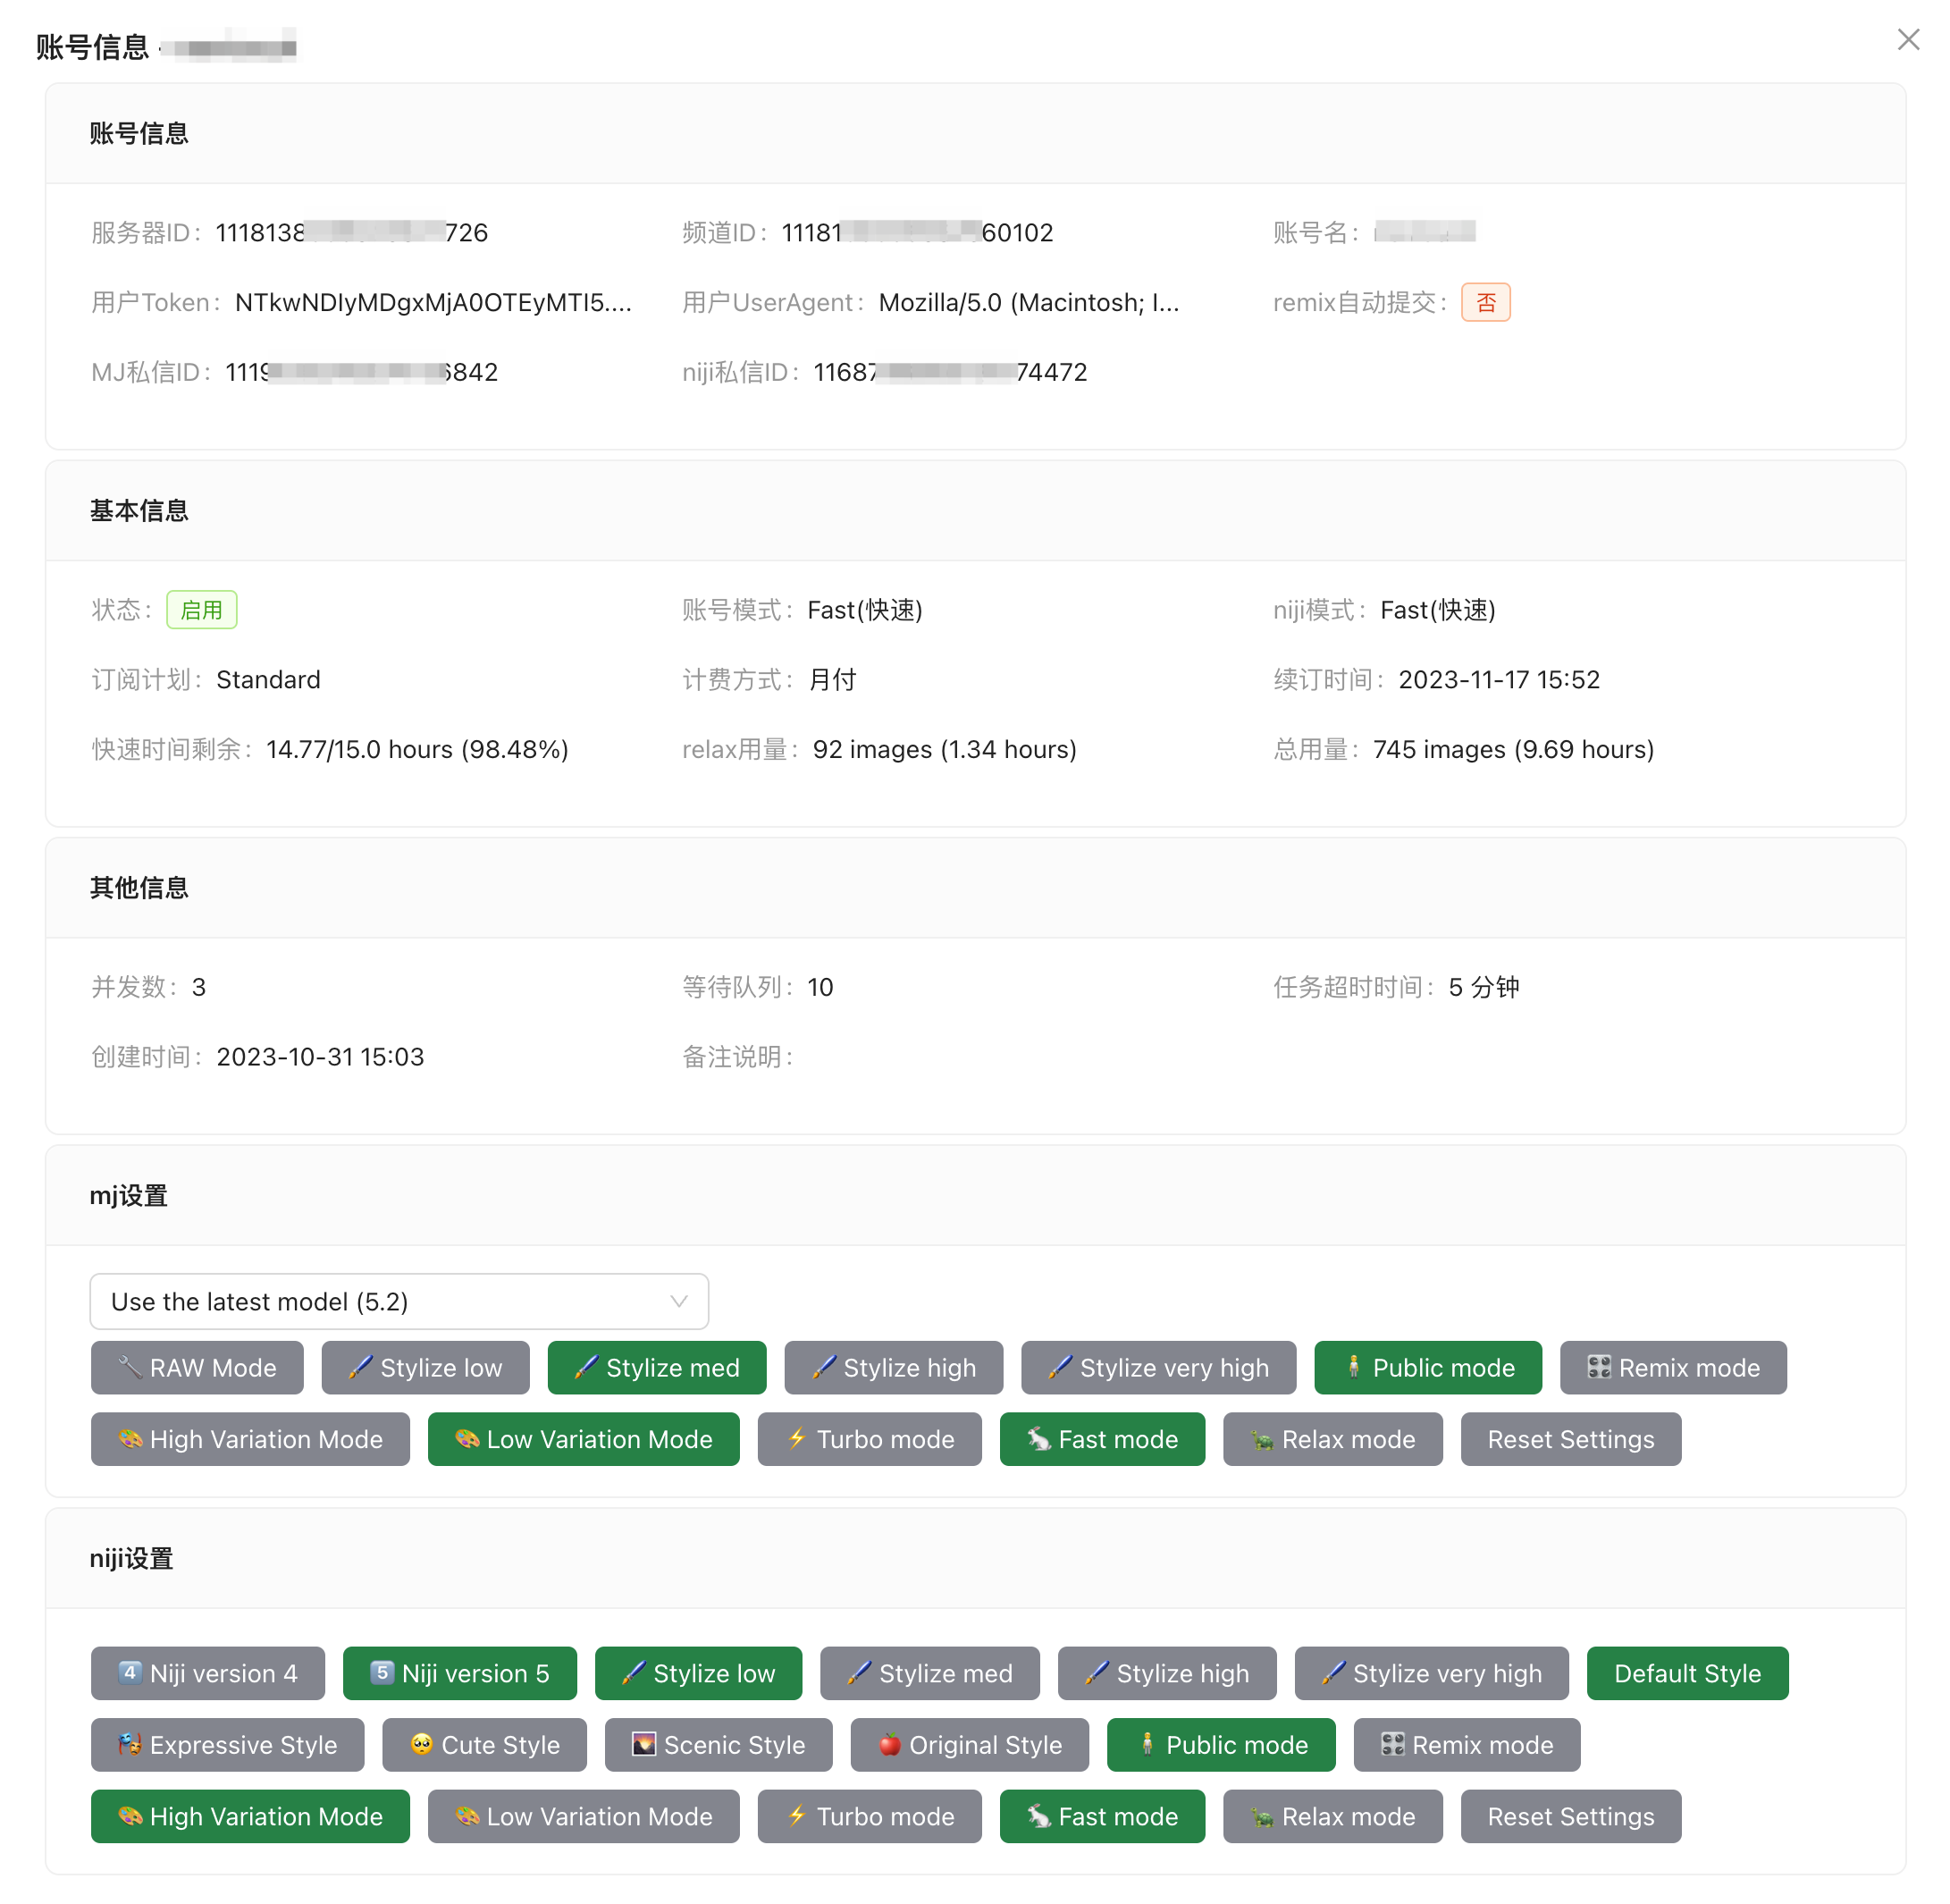 账号信息 -
账号信息
服务器ID: 1118138 726 频道ID: 11181 60102 账号名:
用户Token: NTkwNDIyMDgxMjA0OTEyMTI5.... 用户UserAgent: Mozilla/5.0 (Macintosh; I... remix自动提交: 否
MJ私信ID: 1119 6842 niji私信ID: 11687 74472
基本信息
状态: 启用 账号模式: Fast(快速) niji模式: Fast(快速)
订阅计划: Standard 计费方式: 月付 续订时间: 2023-11-17 15:52
快速时间剩余: 14.77/15.0 hours (98.48%) relax用量: 92 images (1.34 hours) 总用量: 745 images (9.69 hours)
其他信息
并发数: 3 等待队列: 10 任务超时时间: 5 分钟
创建时间: 2023-10-31 15:03 备注说明:
mj设置
Use the latest model (5.2)
RAW Mode Stylize low Stylize med Stylize high Stylize very high Public mode Remix mode
High Variation Mode Low Variation Mode Turbo mode Fast mode Relax mode Reset Settings
niji设置
4 Niji version 4 5 Niji version 5 Stylize low Stylize med Stylize high Stylize very high Default Style
Expressive Style Cute Style Scenic Style Original Style Public mode Remix mode
High Variation Mode Low Variation Mode Turbo mode Fast mode Relax mode Reset Settings